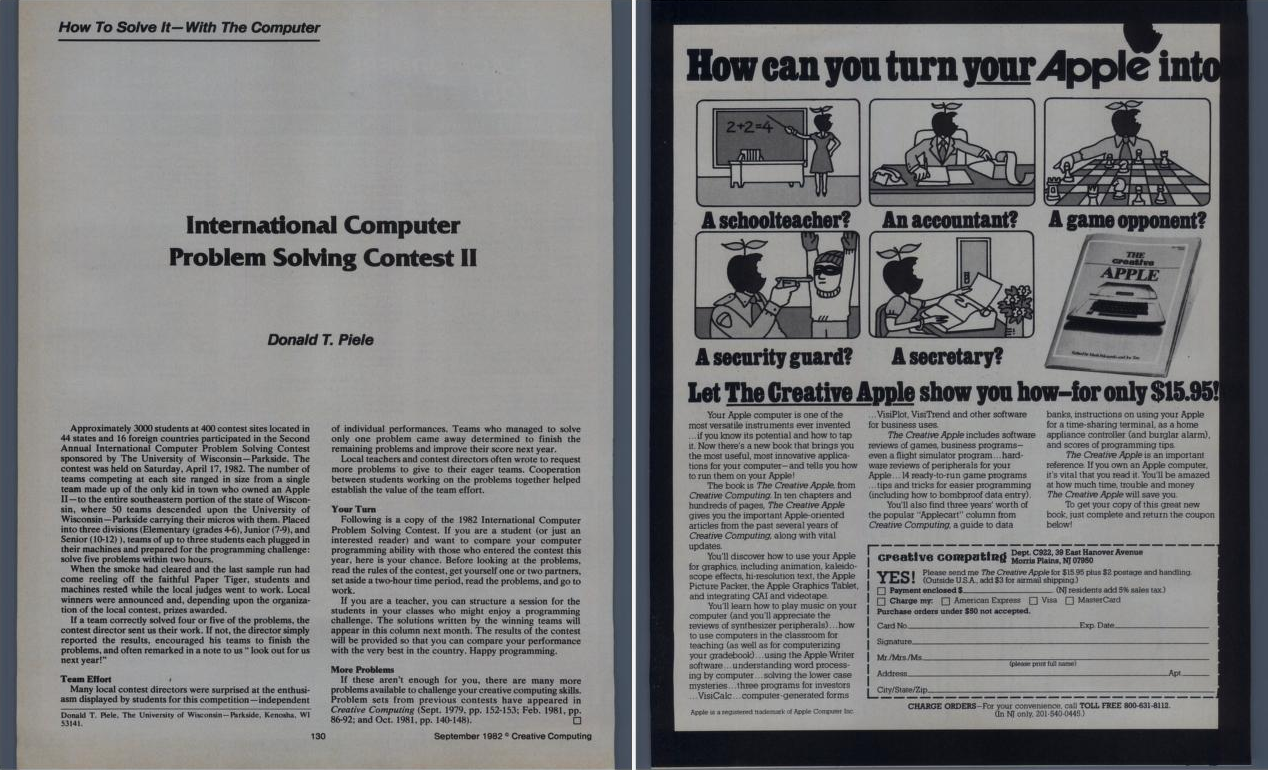 How To Solve It—With The Computer
International Computer
Problem Solving Contest II
Donald T. Piele
Approximately 3000 students at 400 contest sites located in
44 states and 16 foreign countries participated in the Second
Annual International Computer Problem Solving Contest
sponsored by The University of Wisconsin—Parkside. The
contest was held on Saturday, April 17, 1982. The number of
teams competing at each site ranged in size from a single
team made up of the only kid in town who owned an Apple
II—to the entire southeastern portion of the state of Wiscon-
sin, where 50 teams descended upon the University of
Wisconsin—Parkside carrying their micros with them. Placed
into three divisions (Elementary (grades 4-6), Junior (7-9), and
Senior (10-12) ), teams of up to three students each plugged in
their machines and prepared for the programming challenge:
solve five problems within two hours.
When the smoke had cleared and the last sample run had
come reeling off the faithful Paper Tiger, students and
machines rested while the local judges went to work. Local
winners were announced and, depending upon the organiza-
tion of the local contest, prizes awarded.
If a team correctly solved four or five of the problems, the
contest director sent us their work. If not, the director simply
reported the results, encouraged his teams to finish the
problems, and often remarked in a note to us " look out for us
next year!"
Team Effort
Many local contest directors were surprised at the enthusi-
asm displayed by students for this competition—independent
Donald T. Piele, The University of Wisconsin—Parkside, Kenosha, WI
53141.
of individual performances. Teams who managed to solve
only one problem came away determined to finish the
remaining problems and improve their score next year.
Local teachers and contest directors often wrote to request
more problems to give to their eager teams. Cooperation
between students working on the problems together helped
establish the value of the team effort.
Your Turn
Following is a copy of the 1982 International Computer
Problem Solving Contest. If you are a student (or just an
interested reader) and want to compare your computer
programming ability with those who entered the contest this
year, here is your chance. Before looking at the problems,
read the rules of the contest, get yourself one or two partners,
set aside a two-hour time period, read the problems, and go to
work.
If you are a teacher, you can structure a session for the
students in your classes who might enjoy a programming
challenge. The solutions written by the winning teams will
appear in this column next month. The results of the contest
will be provided so that you can compare your performance
with the very best in the country. Happy programming.
More Problems
If these aren't enough for you, there are many more
problems available to challenge your creative computing skills.
Problem sets from previous contests have appeared in
Creative Computing (Sept. 1979, pp. 152-153; Feb. 1981, pp.
86-92; and Oct. 1981, pp. 140-148).
130
September 1982 © Creative Computing
How can you turn your Apple into
2+2=4
A schoolteacher?
An accountant?
A game opponent?
THE
creative
APPLE
A security guard?
A secretary?
Let The Creative Apple show you how—for only $15.95!
Your Apple computer is one of the
most versatile instruments ever invented
...if you know its potential and how to tap
it. Now there's a new book that brings you
the most useful, most innovative applica-
tions for your computer—and tells you how
to run them on your Apple!
The book is The Creative Apple, from
Creative Computing. In ten chapters and
hundreds of pages, The Creative Apple
gives you the important Apple-oriented
articles from the past several years of
Creative Computing, along with vital
updates.
You'll discover how to use your Apple
for graphics, including animation, kaleido-
scope effects, hi-resolution text, the Apple
Picture Packer, the Apple Graphics Tablet,
and integrating CAI and videotape.
You'll learn how to play music on your
computer (and you'll appreciate the
reviews of synthesizer peripherals)...how
to use computers in the classroom for
teaching (as well as for computerizing
your gradebook)...using the Apple Writer
software...understanding word process-
ing by computer...solving the lower case
mysteries...three programs for investors
...VisiCalc...computer-generated forms
Apple is a registered trademark of Apple Computer Inc.
...VisiPlot, VisiTrend and other software
for business uses.
The Creative Apple includes software
reviews of games, business programs—
even a flight simulator program...hard-
ware reviews of peripherals for your
Apple...14 ready-to-run game programs
...tips and tricks for easier programming
(including how to bombproof data entry).
You'll also find three years' worth of
the popular "Applecart" column from
Creative Computing, a guide to data
banks, instructions on using your Apple
for a time-sharing terminal, as a home
appliance controller (and burglar alarm),
and scores of programming tips.
The Creative Apple is an important
reference. If you own an Apple computer,
it's vital that you read it. You'll be amazed
at how much time, trouble and money
The Creative Apple will save you.
To get your copy of this great new
book, just complete and return the coupon
below!
creative computing Dept. C922, 39 East Hanover Avenue
Morris Plains, NJ 07950
YES! Please send me The Creative Apple for $15.95 plus $2 postage and handling.
(Outside U.S.A., add $3 for airmail shipping.)
Payment enclosed $ (NJ residents add 5% sales tax.)
Charge my: American Express Visa MasterCard
Purchase orders under $50 not accepted.
Card No. Exp. Date
Signature
Mr./Mrs./Ms.
(please print full name)
Address Apt
City/State/Zip
CHARGE ORDERS—For your convenience, call TOLL FREE 800-631-8112.
(In NJ only, 201-540-0445.)